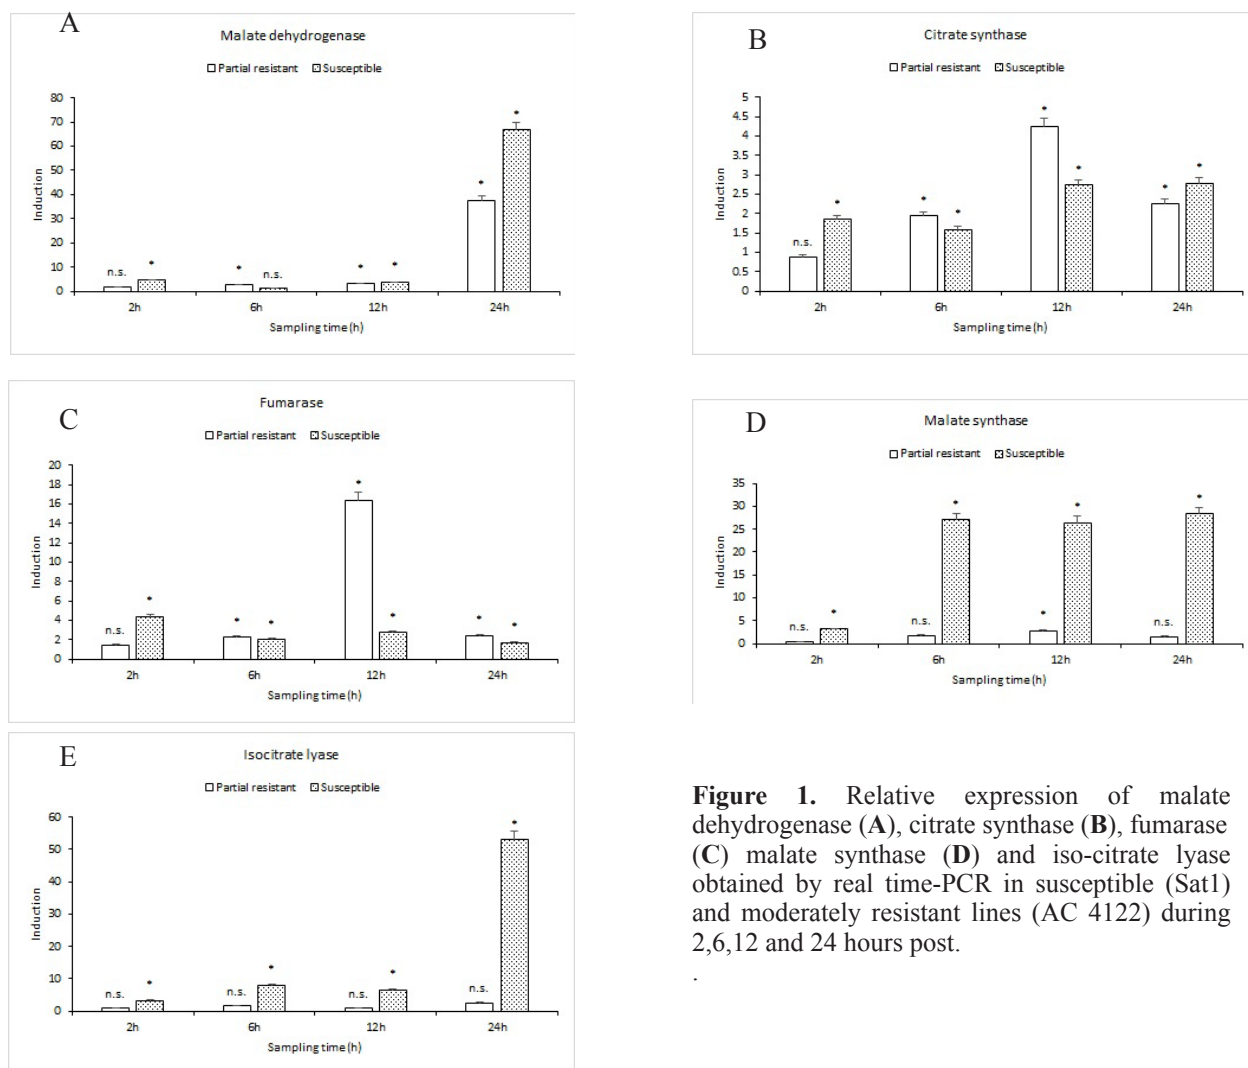 A
Malate dehydrogenase
Partial resistant Susceptible
Induction
80
70
60
50
40
30
20
10
0
n.s. * * n.s. * * * *
2h 6h 12h 24h
Sampling time (h)
B
Citrate synthase
Partial resistant Susceptible
Induction
5
4.5
4
3.5
3
2.5
2
1.5
1
0.5
0
n.s. * * * * * * *
2h 6h 12h 24h
Sampling time (h)
C
Fumarase
Partial resistant Susceptible
Induction
20
18
16
14
12
10
8
6
4
2
0
n.s. * * * * * * *
2h 6h 12h 24h
Sampling time (h)
D
Malate synthase
Partial resistant Susceptible
Induction
35
30
25
20
15
10
5
0
n.s. * n.s. * * * n.s. *
2h 6h 12h 24h
Sampling time (h)
E
Isocitrate lyase
Partial resistant Susceptible
Induction
60
50
40
30
20
10
0
n.s. * n.s. * n.s. * n.s. *
2h 6h 12h 24h
Sampling time (h)
Figure 1. Relative expression of malate
dehydrogenase (A), citrate synthase (B), fumarase
(C) malate synthase (D) and iso-citrate lyase
obtained by real time-PCR in susceptible (Sat1)
and moderately resistant lines (AC 4122) during
2,6,12 and 24 hours post.
.